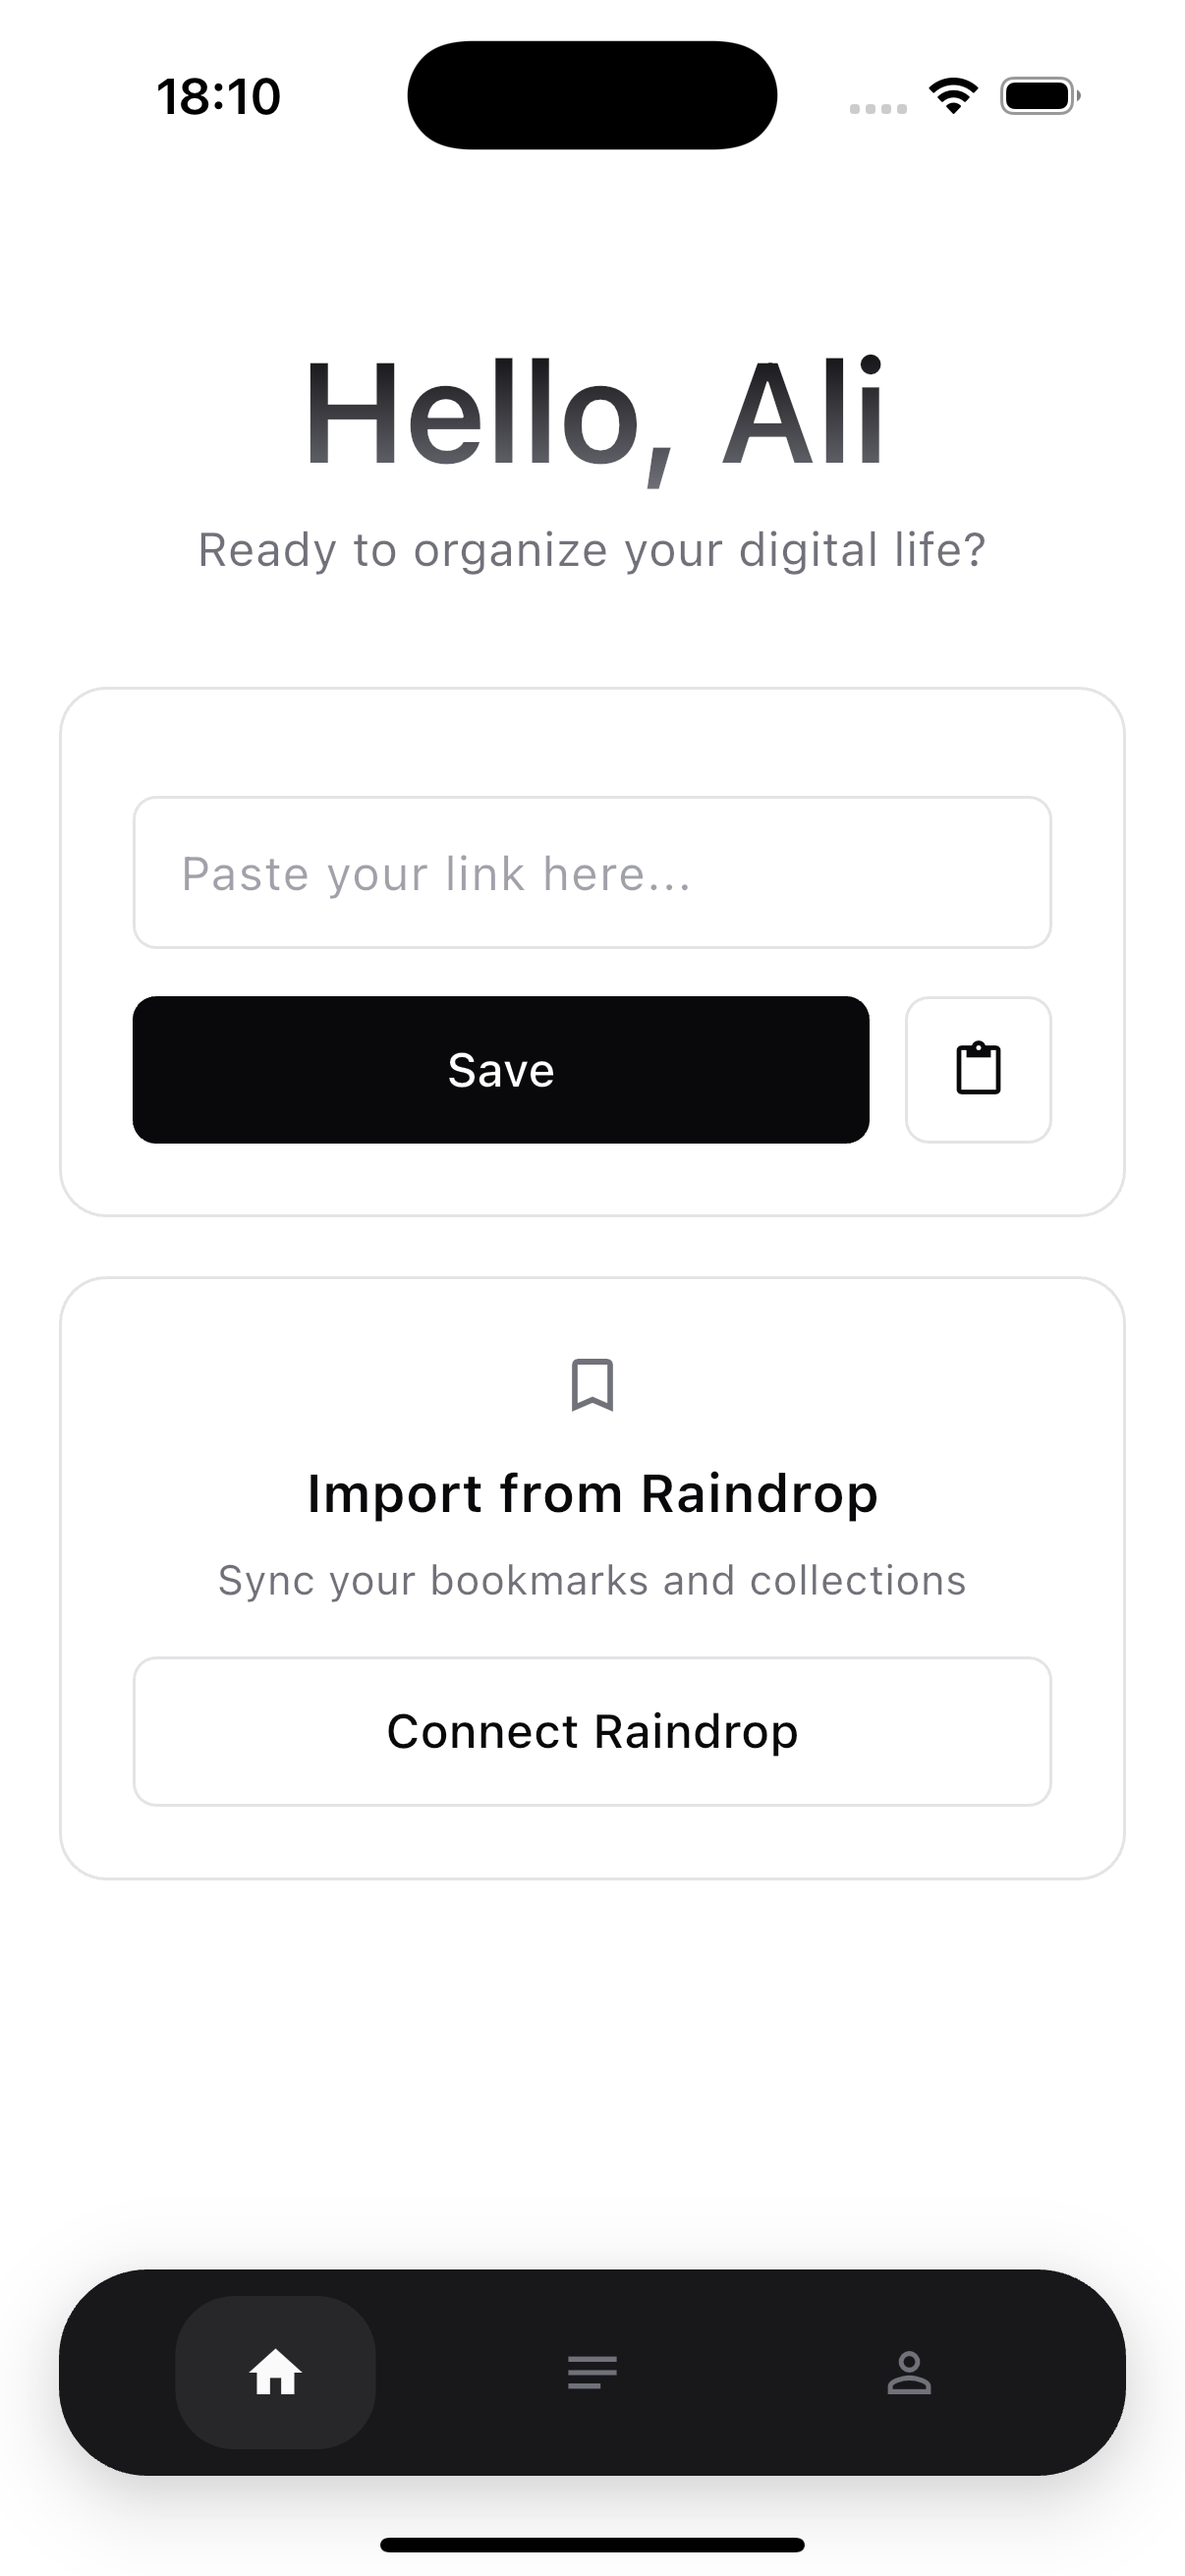 18:10
Hello, Ali
Ready to organize your digital life?
Paste your link here...
Save
Import from Raindrop
Sync your bookmarks and collections
Connect Raindrop